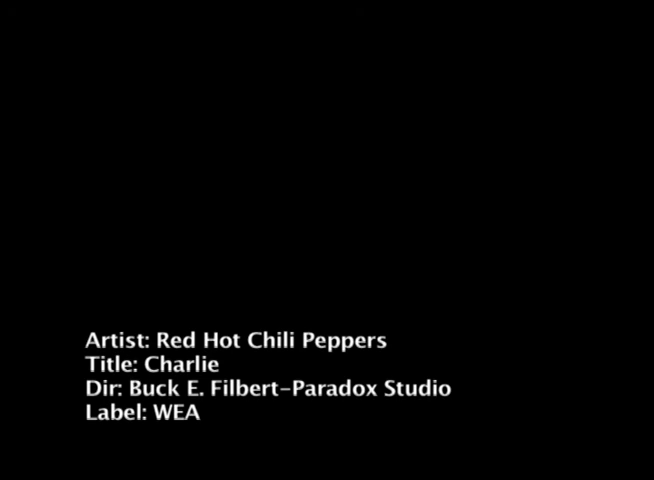 Artist: Red Hot Chili Peppers
Title: Charlie
Dir: Buck E. Filbert-Paradox Studio
Label: WEA